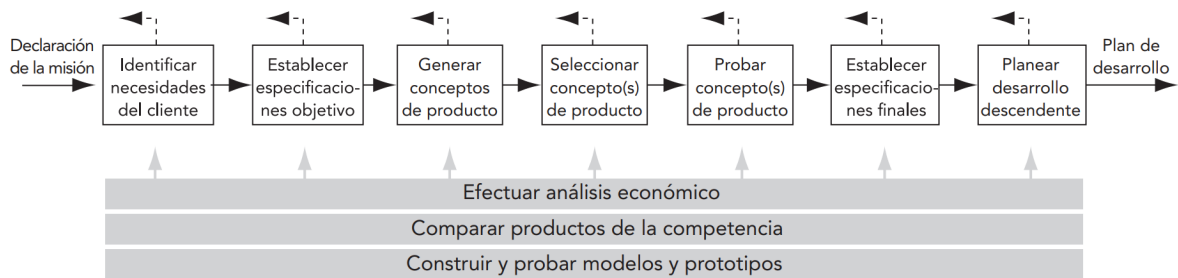 Declaración
de la misión
Identificar
necesidades
del cliente
Establecer
especificacio-
nes objetivo
Generar
conceptos
de producto
Seleccionar
concepto(s)
de producto
Probar
concepto(s)
de producto
Establecer
especificacio-
nes finales
Planear
desarrollo
descendente
Plan de
desarrollo
Efectuar análisis económico
Comparar productos de la competencia
Construir y probar modelos y prototipos